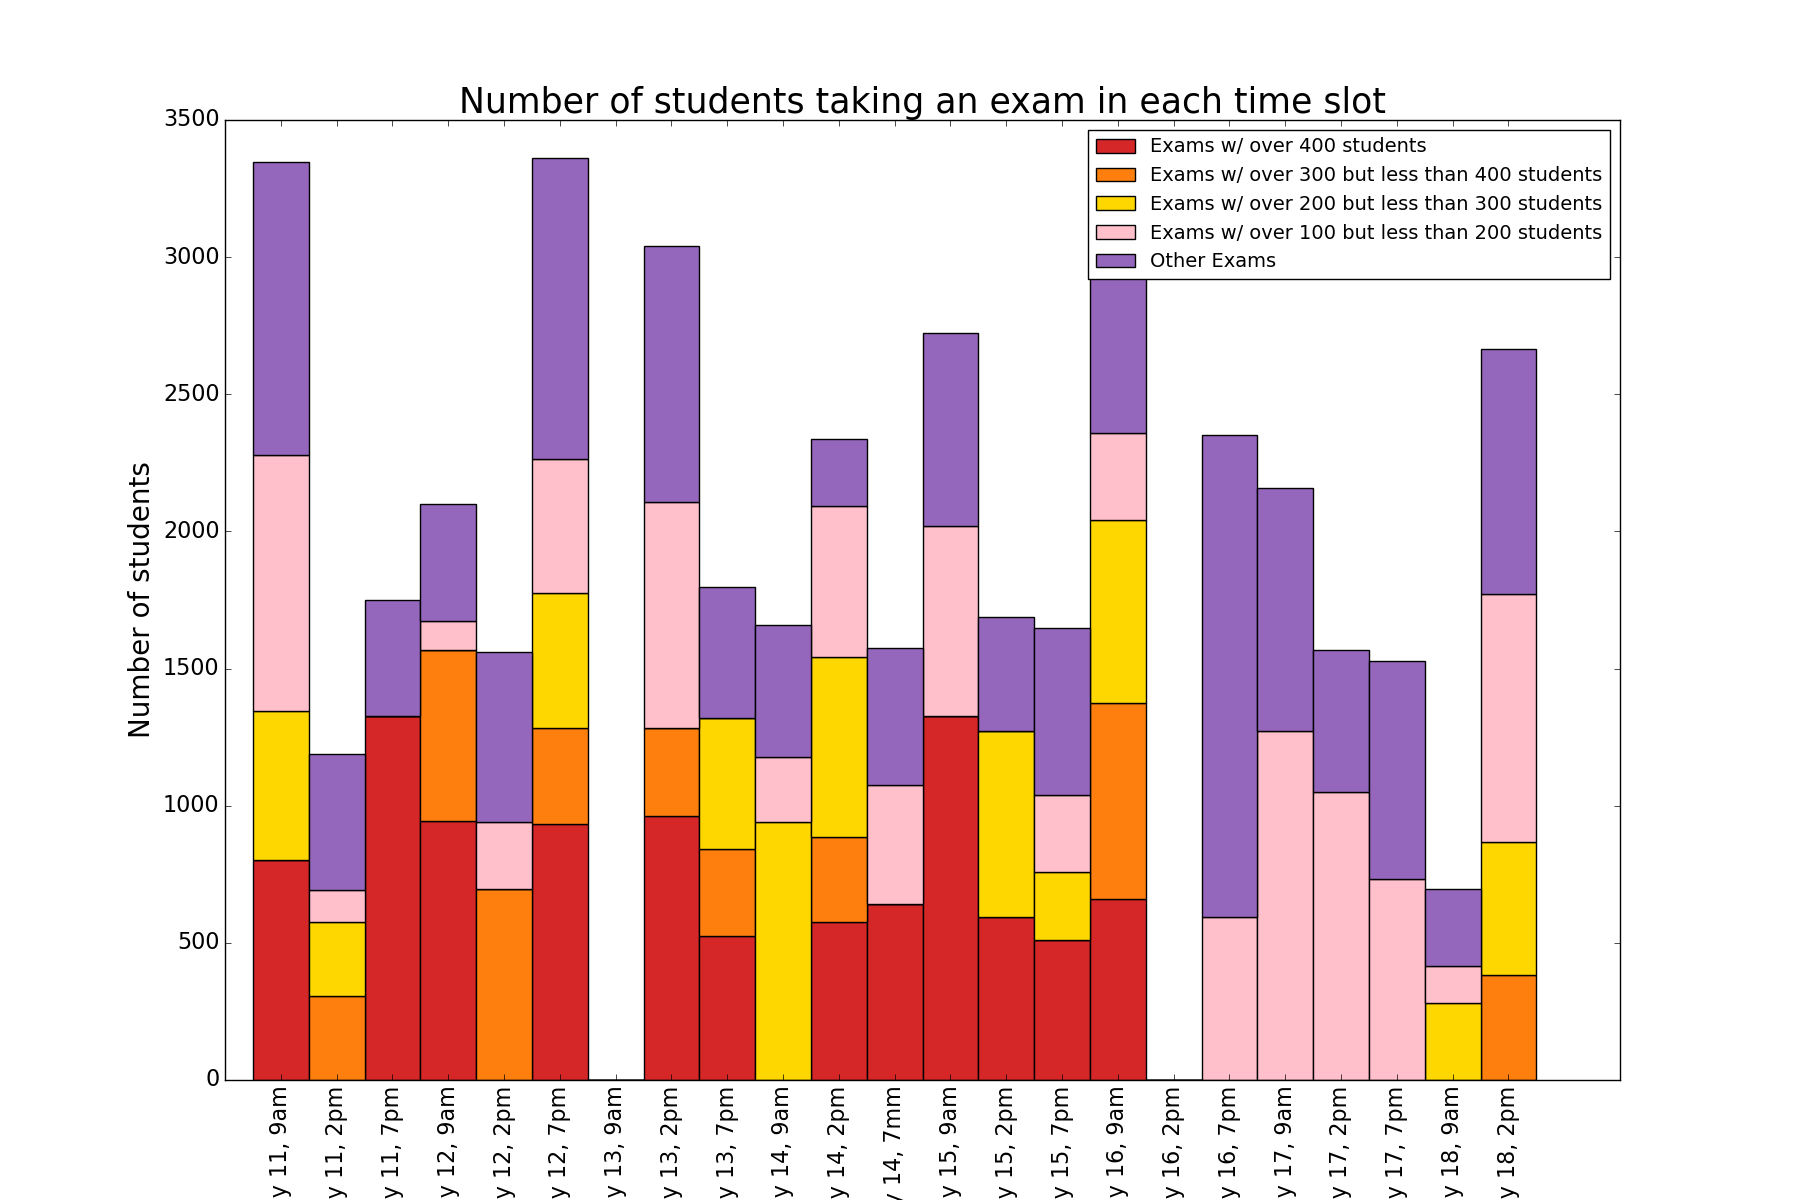 Number of students taking an exam in each time slot
Exams w/ over 400 students
Exams w/ over 300 but less than 400 students
Exams w/ over 200 but less than 300 students
Exams w/ over 100 but less than 200 students
Other Exams
Number of students
3500
3000
2500
2000
1500
1000
500
0
y 11, 9am
y 11, 2pm
y 11, 7pm
y 12, 9am
y 12, 2pm
y 12, 7pm
y 13, 9am
y 13, 2pm
y 13, 7pm
y 14, 9am
y 14, 2pm
y 14, 7mm
y 15, 9am
y 15, 2pm
y 15, 7pm
y 16, 9am
y 16, 2pm
y 16, 7pm
y 17, 9am
y 17, 2pm
y 17, 7pm
y 18, 9am
y 18, 2pm